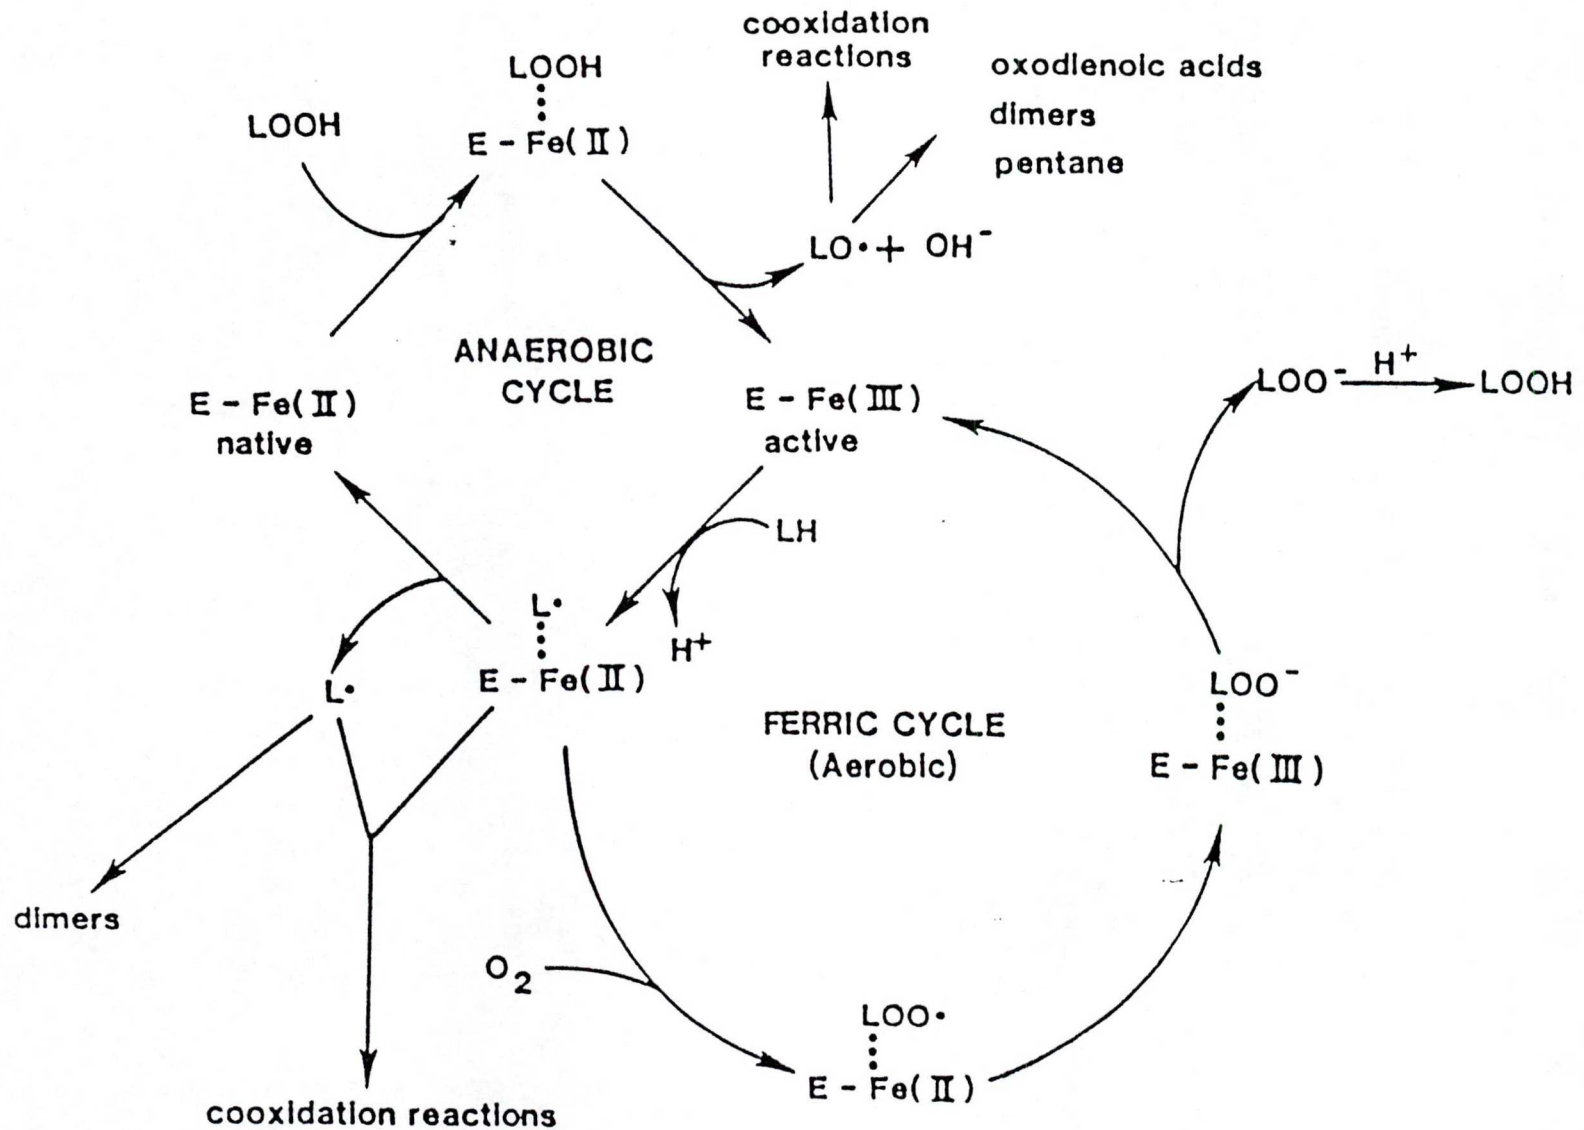 cooxidation
reactions
oxodienoic acids
dimers
pentane
LOOH
E - Fe(II)
LOOH
LO• + OH⁻
ANAEROBIC
CYCLE
E - Fe(II)
native
E - Fe(III)
active
LOO⁻ H⁺ LOOH
LH
H⁺
L•
E - Fe(II)
L•
FERRIC CYCLE
(Aerobic)
LOO⁻
E - Fe(III)
dimers
O₂
LOO•
E - Fe(II)
cooxidation reactions